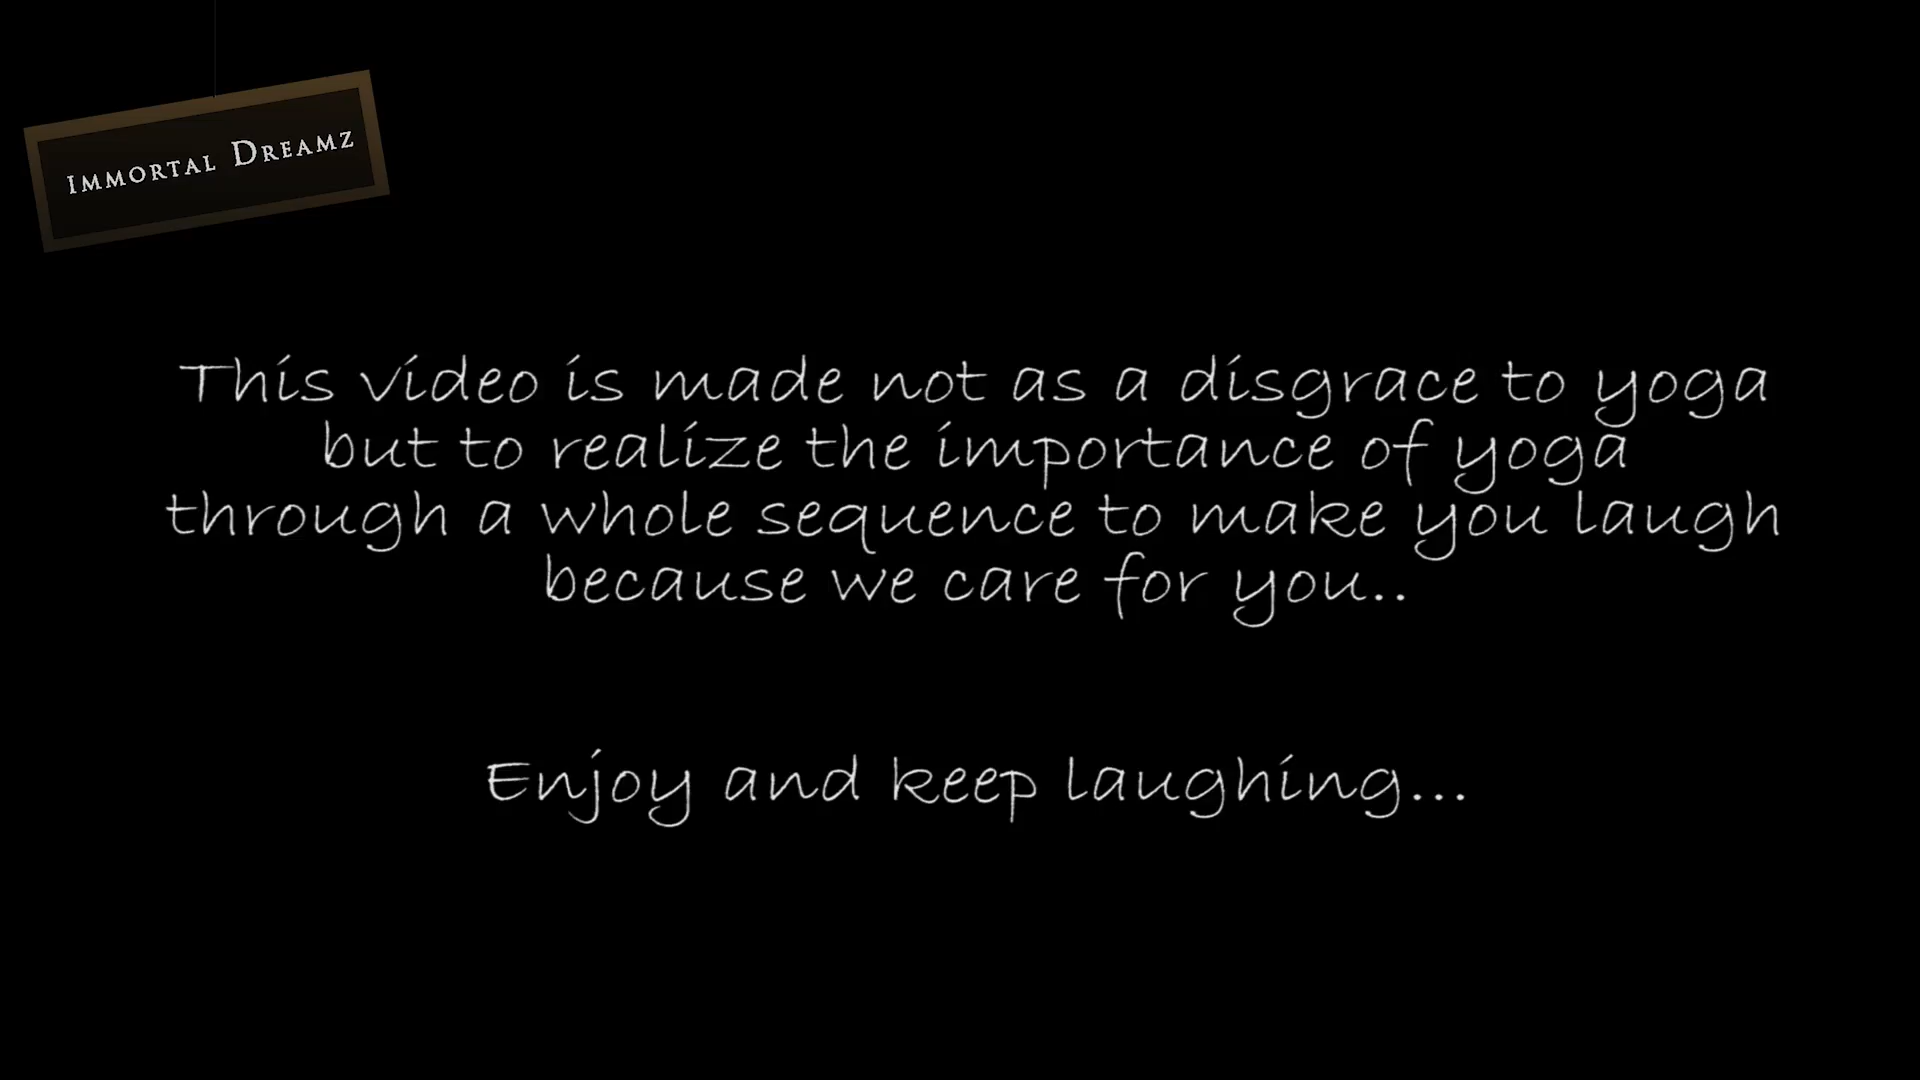 Immortal Dreamz
This video is made not as a disgrace to yoga
but to realize the importance of yoga
through a whole sequence to make you laugh
because we care for you..
Enjoy and keep laughing...